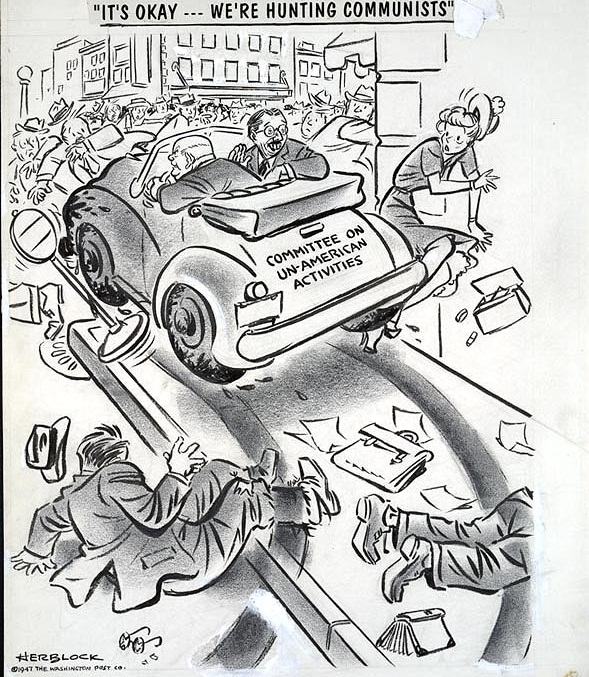 "IT'S OKAY --- WE'RE HUNTING COMMUNISTS"
COMMITTEE ON
UN-AMERICAN
ACTIVITIES
HERBLOCK
©1947 THE WASHINGTON POST CO.